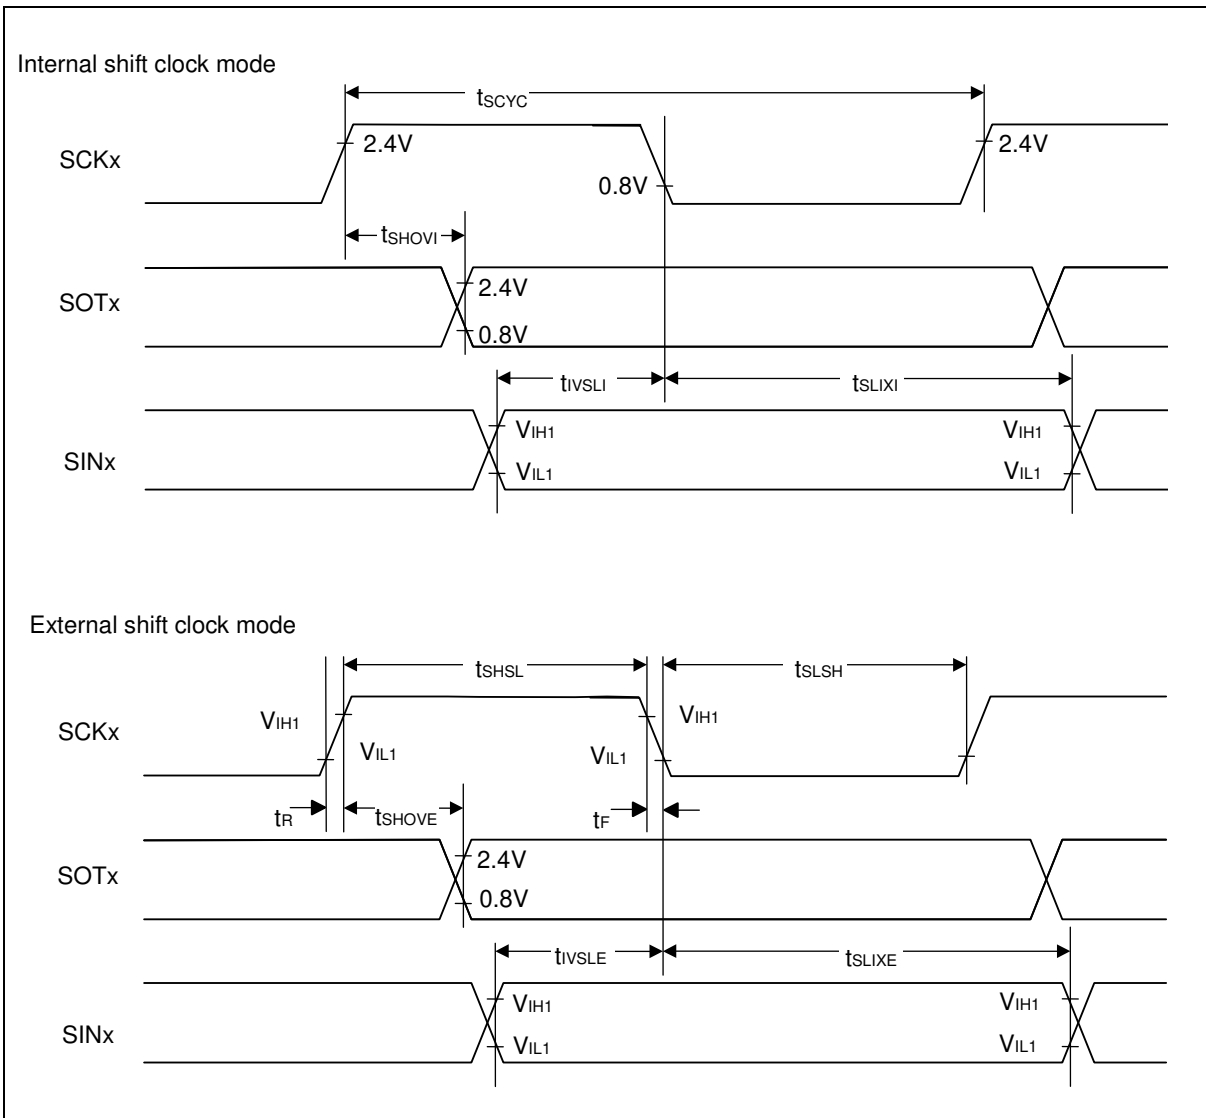 Internal shift clock mode
tSCYC
SCKx
2.4V
2.4V
0.8V
tSHOVI
SOTx
2.4V
0.8V
tIVSLI
tSLIXI
VIH1
VIH1
SINx
VIL1
VIL1
External shift clock mode
tSHSL
tSLSH
SCKx
VIH1
VIH1
VIL1
VIL1
tR
tSHOVE
tF
SOTx
2.4V
0.8V
tIVSLE
tSLIXE
VIH1
VIH1
SINx
VIL1
VIL1